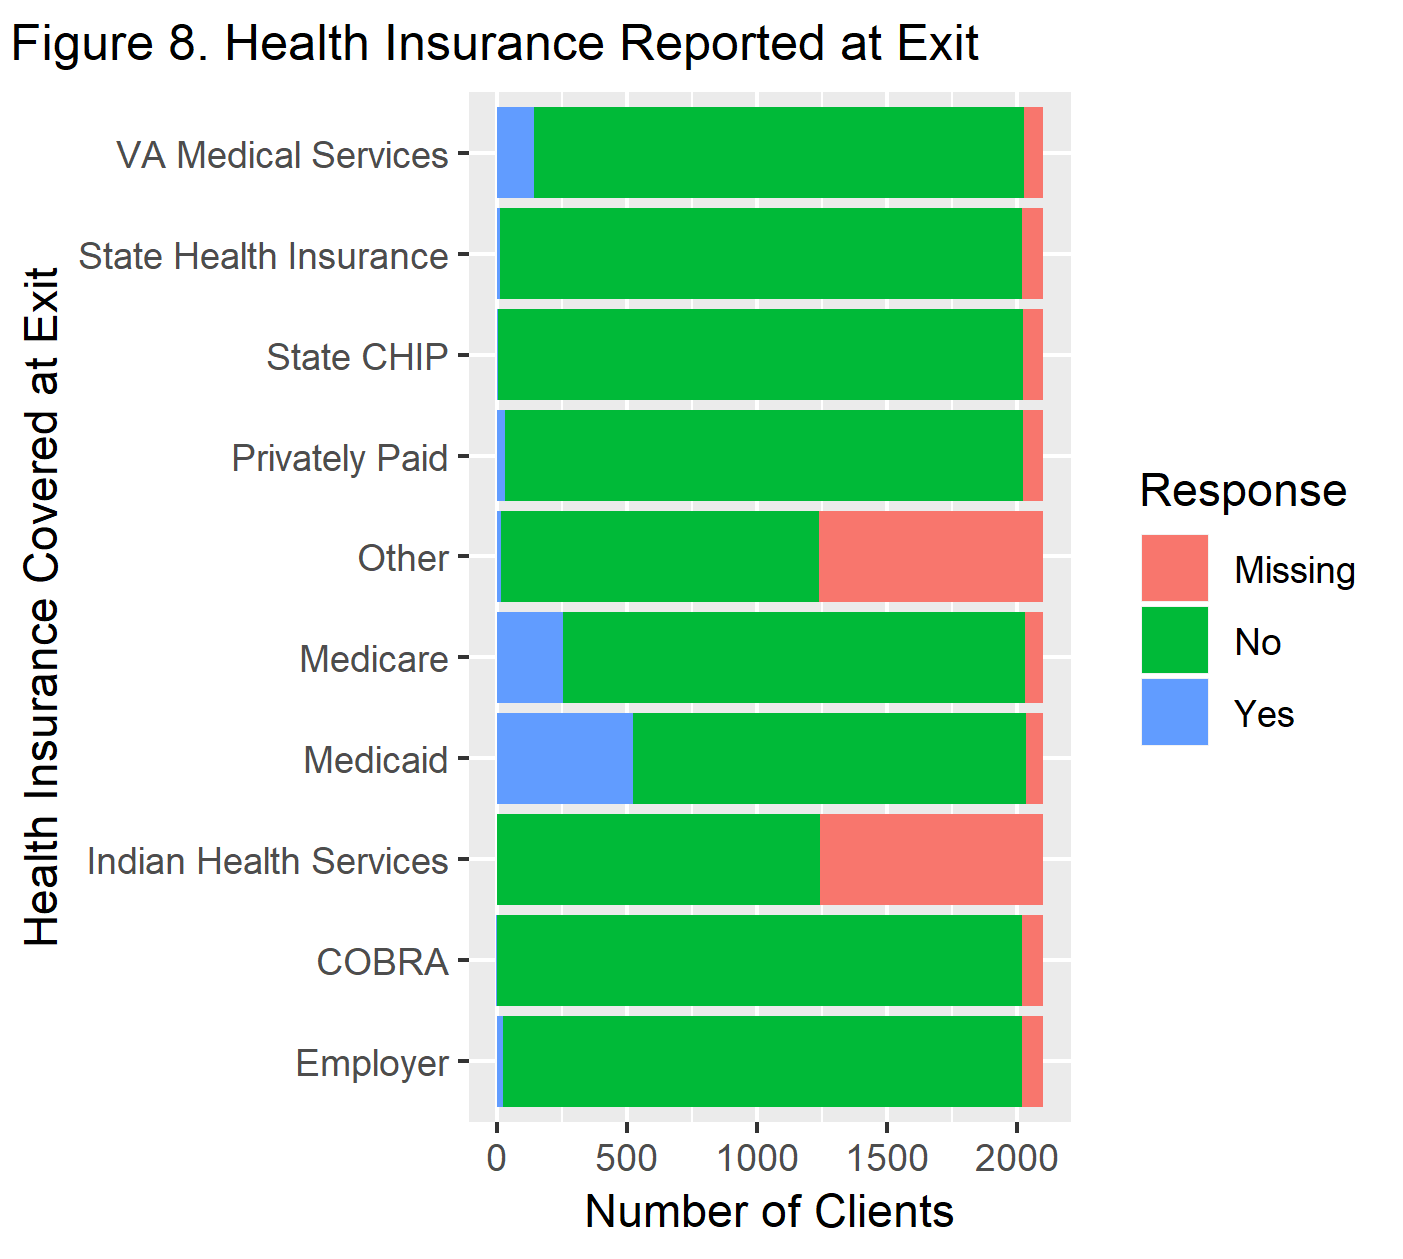 Figure 8. Health Insurance Reported at Exit
Health Insurance Covered at Exit
VA Medical Services
State Health Insurance
State CHIP
Privately Paid
Other
Medicare
Medicaid
Indian Health Services
COBRA
Employer
0 500 1000 1500 2000
Number of Clients
Response
Missing
No
Yes